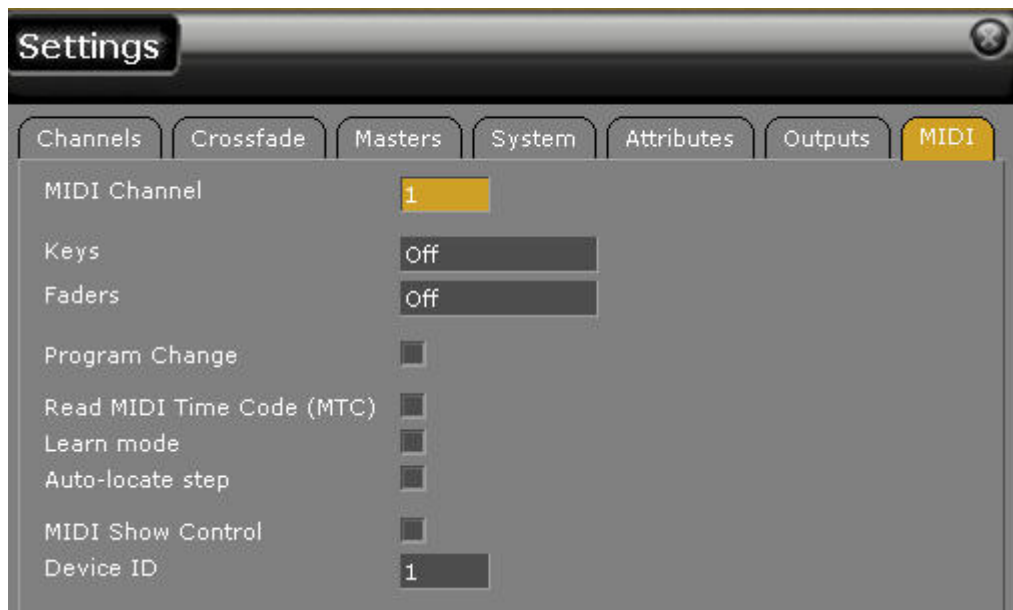 Settings
Channels Crossfade Masters System Attributes Outputs MIDI
MIDI Channel 1
Keys Off
Faders Off
Program Change
Read MIDI Time Code (MTC)
Learn mode
Auto-locate step
MIDI Show Control
Device ID 1